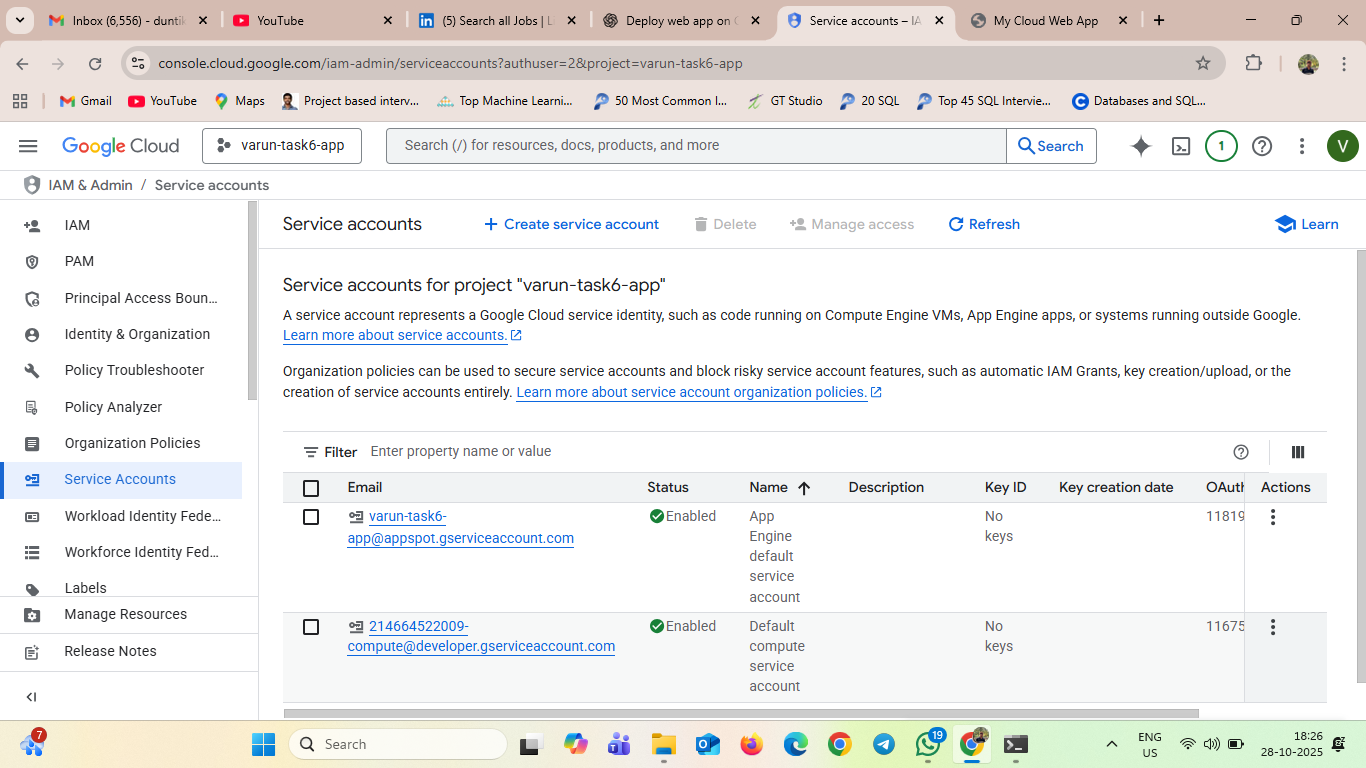 Inbox (6,556) - duntik
YouTube
(5) Search all Jobs | Li
Deploy web app on G
Service accounts – IA
My Cloud Web App
console.cloud.google.com/iam-admin/serviceaccounts?authuser=2&project=varun-task6-app
Gmail
YouTube
Maps
Project based interv...
Top Machine Learni...
50 Most Common I...
GT Studio
20 SQL
Top 45 SQL Intervie...
Databases and SQL...
Google Cloud
varun-task6-app
Search (/) for resources, docs, products, and more
Search
1
V
IAM & Admin / Service accounts
IAM
PAM
Principal Access Boun...
Identity & Organization
Policy Troubleshooter
Policy Analyzer
Organization Policies
Service Accounts
Workload Identity Fede...
Workforce Identity Fed...
Labels
Manage Resources
Release Notes
Service accounts
Create service account
Delete
Manage access
Refresh
Learn
Service accounts for project "varun-task6-app"
A service account represents a Google Cloud service identity, such as code running on Compute Engine VMs, App Engine apps, or systems running outside Google.
Learn more about service accounts.
Organization policies can be used to secure service accounts and block risky service account features, such as automatic IAM Grants, key creation/upload, or the
creation of service accounts entirely. Learn more about service account organization policies.
Filter Enter property name or value
Email Status Name Description Key ID Key creation date OAuth Actions
varun-task6-
app@appspot.gserviceaccount.com
Enabled
App
Engine
default
service
account
No
keys
11819
214664522009-
compute@developer.gserviceaccount.com
Enabled
Default
compute
service
account
No
keys
11675
7
Search
19
ENG
US
18:26
28-10-2025